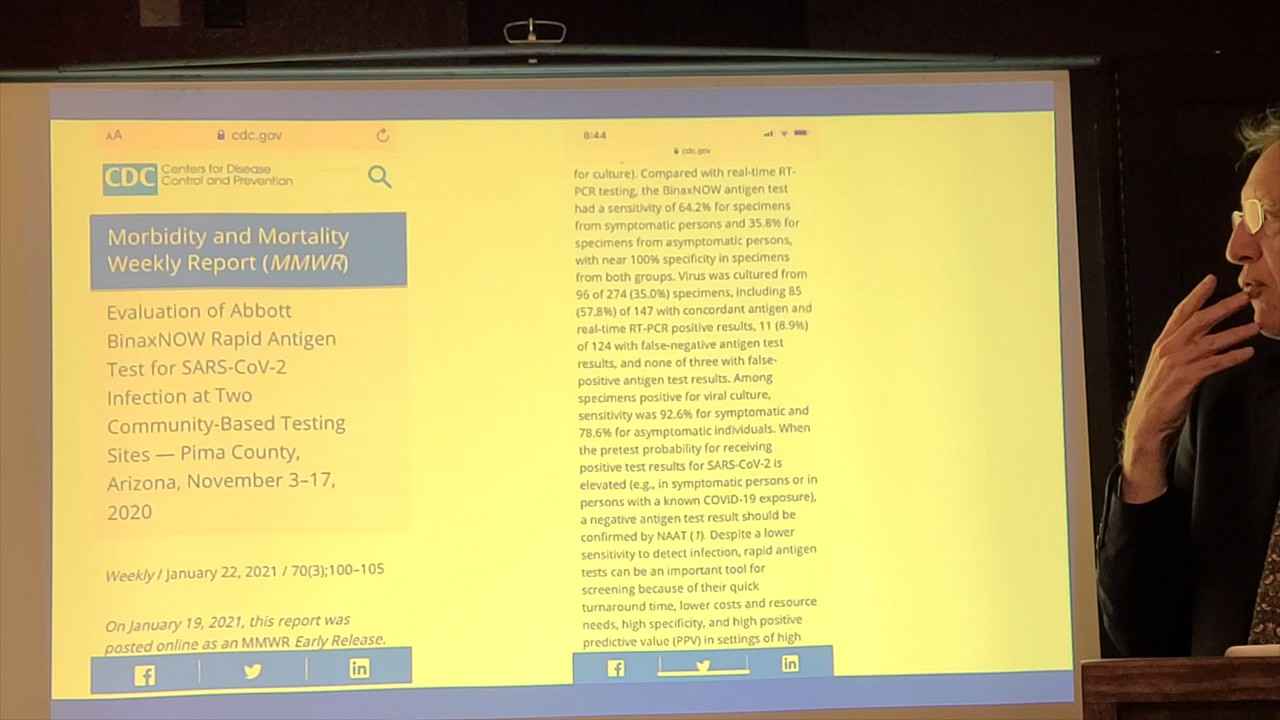 AA cdc.gov
CDC Centers for Disease
Control and Prevention
Morbidity and Mortality
Weekly Report (MMWR)
Evaluation of Abbott
BinaxNOW Rapid Antigen
Test for SARS-CoV-2
Infection at Two
Community-Based Testing
Sites — Pima County,
Arizona, November 3–17,
2020
Weekly / January 22, 2021 / 70(3);100–105
On January 19, 2021, this report was
posted online as an MMWR Early Release.
8:44
cdc.gov
for culture). Compared with real-time RT-
PCR testing, the BinaxNOW antigen test
had a sensitivity of 64.2% for specimens
from symptomatic persons and 35.8% for
specimens from asymptomatic persons,
with near 100% specificity in specimens
from both groups. Virus was cultured from
96 of 274 (35.0%) specimens, including 85
(57.8%) of 147 with concordant antigen and
real-time RT-PCR positive results, 11 (8.9%)
of 124 with false-negative antigen test
results, and none of three with false-
positive antigen test results. Among
specimens positive for viral culture,
sensitivity was 92.6% for symptomatic and
78.6% for asymptomatic individuals. When
the pretest probability for receiving
positive test results for SARS-CoV-2 is
elevated (e.g., in symptomatic persons or in
persons with a known COVID-19 exposure),
a negative antigen test result should be
confirmed by NAAT (1). Despite a lower
sensitivity to detect infection, rapid antigen
tests can be an important tool for
screening because of their quick
turnaround time, lower costs and resource
needs, high specificity, and high positive
predictive value (PPV) in settings of high